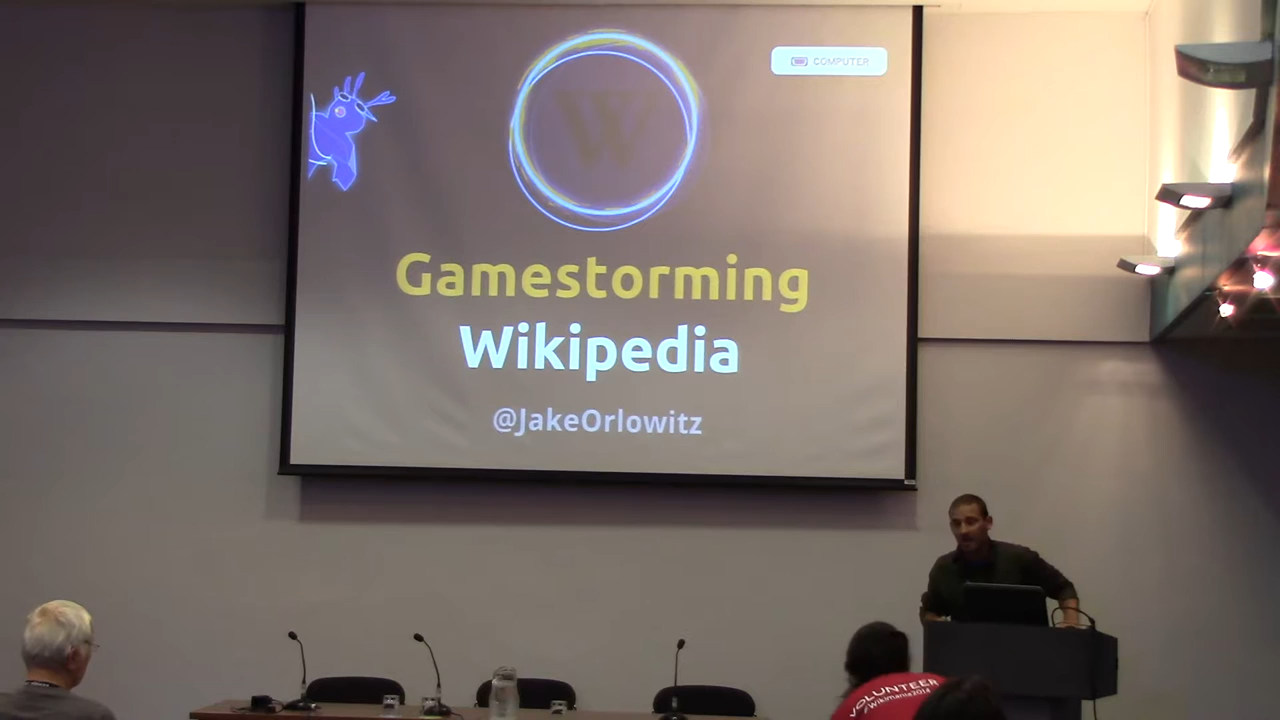 COMPUTER
W
Gamestorming
Wikipedia
@JakeOrlowitz
VOLUNTEER
#Wikimania2014